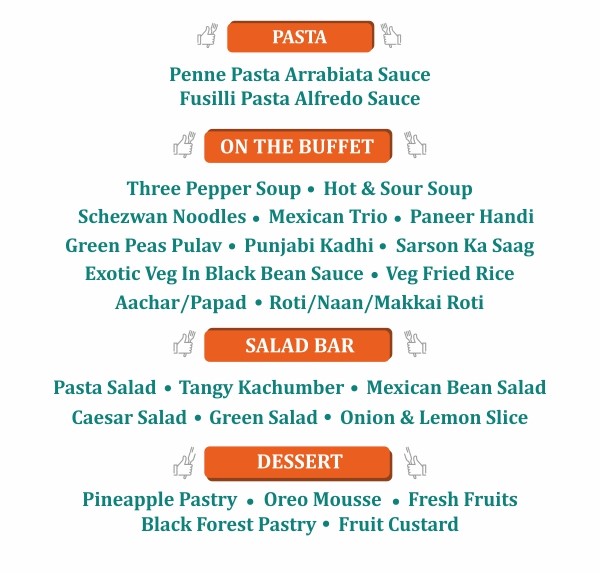 PASTA
Penne Pasta Arrabiata Sauce
Fusilli Pasta Alfredo Sauce
ON THE BUFFET
Three Pepper Soup • Hot & Sour Soup
Schezwan Noodles • Mexican Trio • Paneer Handi
Green Peas Pulav • Punjabi Kadhi • Sarson Ka Saag
Exotic Veg In Black Bean Sauce • Veg Fried Rice
Aachar/Papad • Roti/Naan/Makkai Roti
SALAD BAR
Pasta Salad • Tangy Kachumber • Mexican Bean Salad
Caesar Salad • Green Salad • Onion & Lemon Slice
DESSERT
Pineapple Pastry • Oreo Mousse • Fresh Fruits
Black Forest Pastry • Fruit Custard